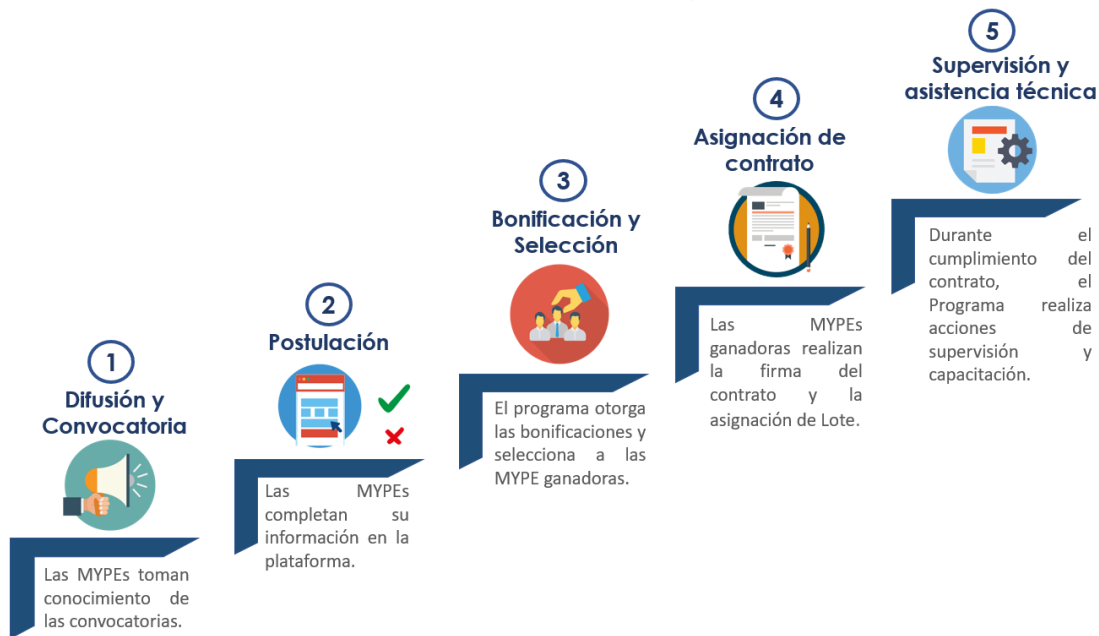 1
Difusión y
Convocatoria
Las MYPEs toman
conocimiento de
las convocatorias.
2
Postulación
Las MYPEs
completan su
información en la
plataforma.
3
Bonificación y
Selección
El programa otorga
las bonificaciones y
selecciona a las
MYPE ganadoras.
4
Asignación de
contrato
Las MYPEs
ganadoras realizan
la firma del
contrato y la
asignación de Lote.
5
Supervisión y
asistencia técnica
Durante el
cumplimiento del
contrato, el
Programa realiza
acciones de
supervisión y
capacitación.